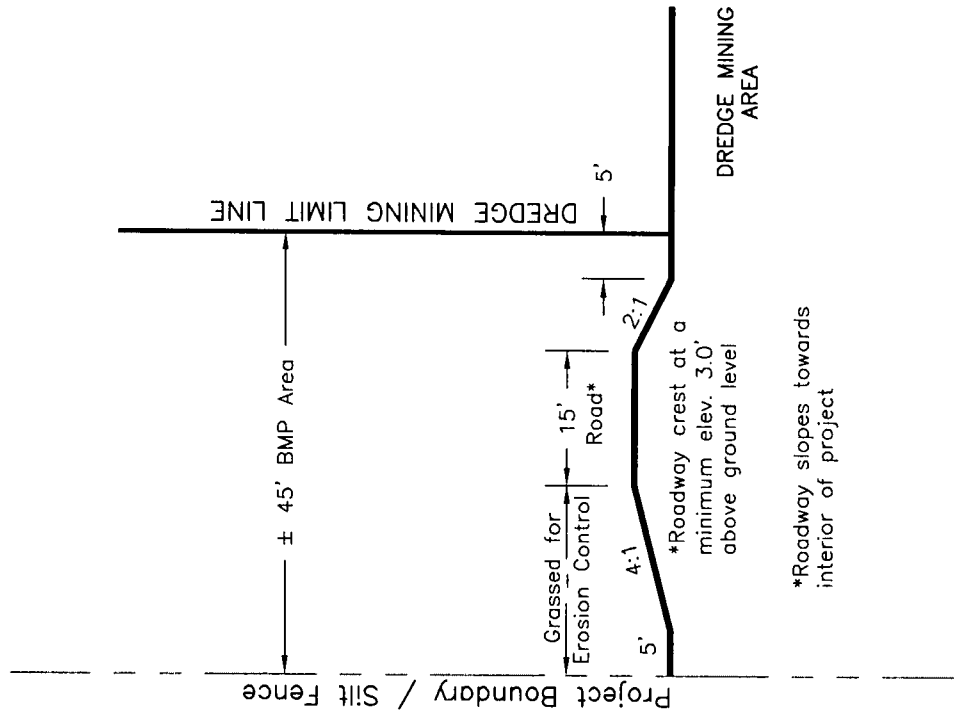 ± 45' BMP Area
DREDGE MINING LIMIT LINE
Project Boundary / Silt Fence
5'
Grassed for
Erosion Control
15'
Road*
4:1
2:1
5'
*Roadway crest at a
minimum elev. 3.0'
above ground level
*Roadway slopes towards
interior of project
DREDGE MINING
AREA